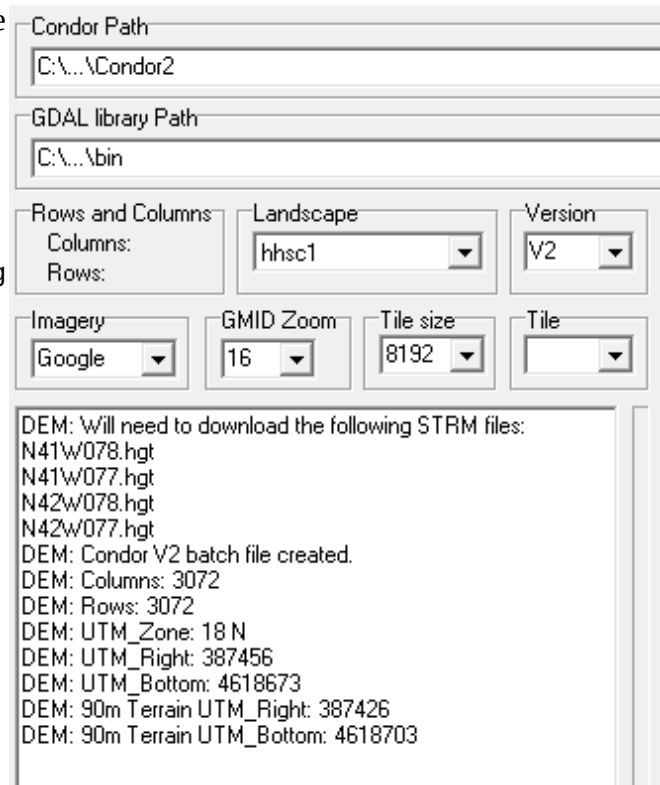 e
Condor Path
C:\...\Condor2
GDAL library Path
C:\...\bin
Rows and Columns Landscape Version
Columns: hhsc1 V2
g Rows:
Imagery GMID Zoom Tile size Tile
Google 16 8192
DEM: Will need to download the following STRM files:
N41W078.hgt
N41W077.hgt
N42W078.hgt
N42W077.hgt
DEM: Condor V2 batch file created.
DEM: Columns: 3072
DEM: Rows: 3072
DEM: UTM_Zone: 18 N
DEM: UTM_Right: 387456
DEM: UTM_Bottom: 4618673
DEM: 90m Terrain UTM_Right: 387426
DEM: 90m Terrain UTM_Bottom: 4618703